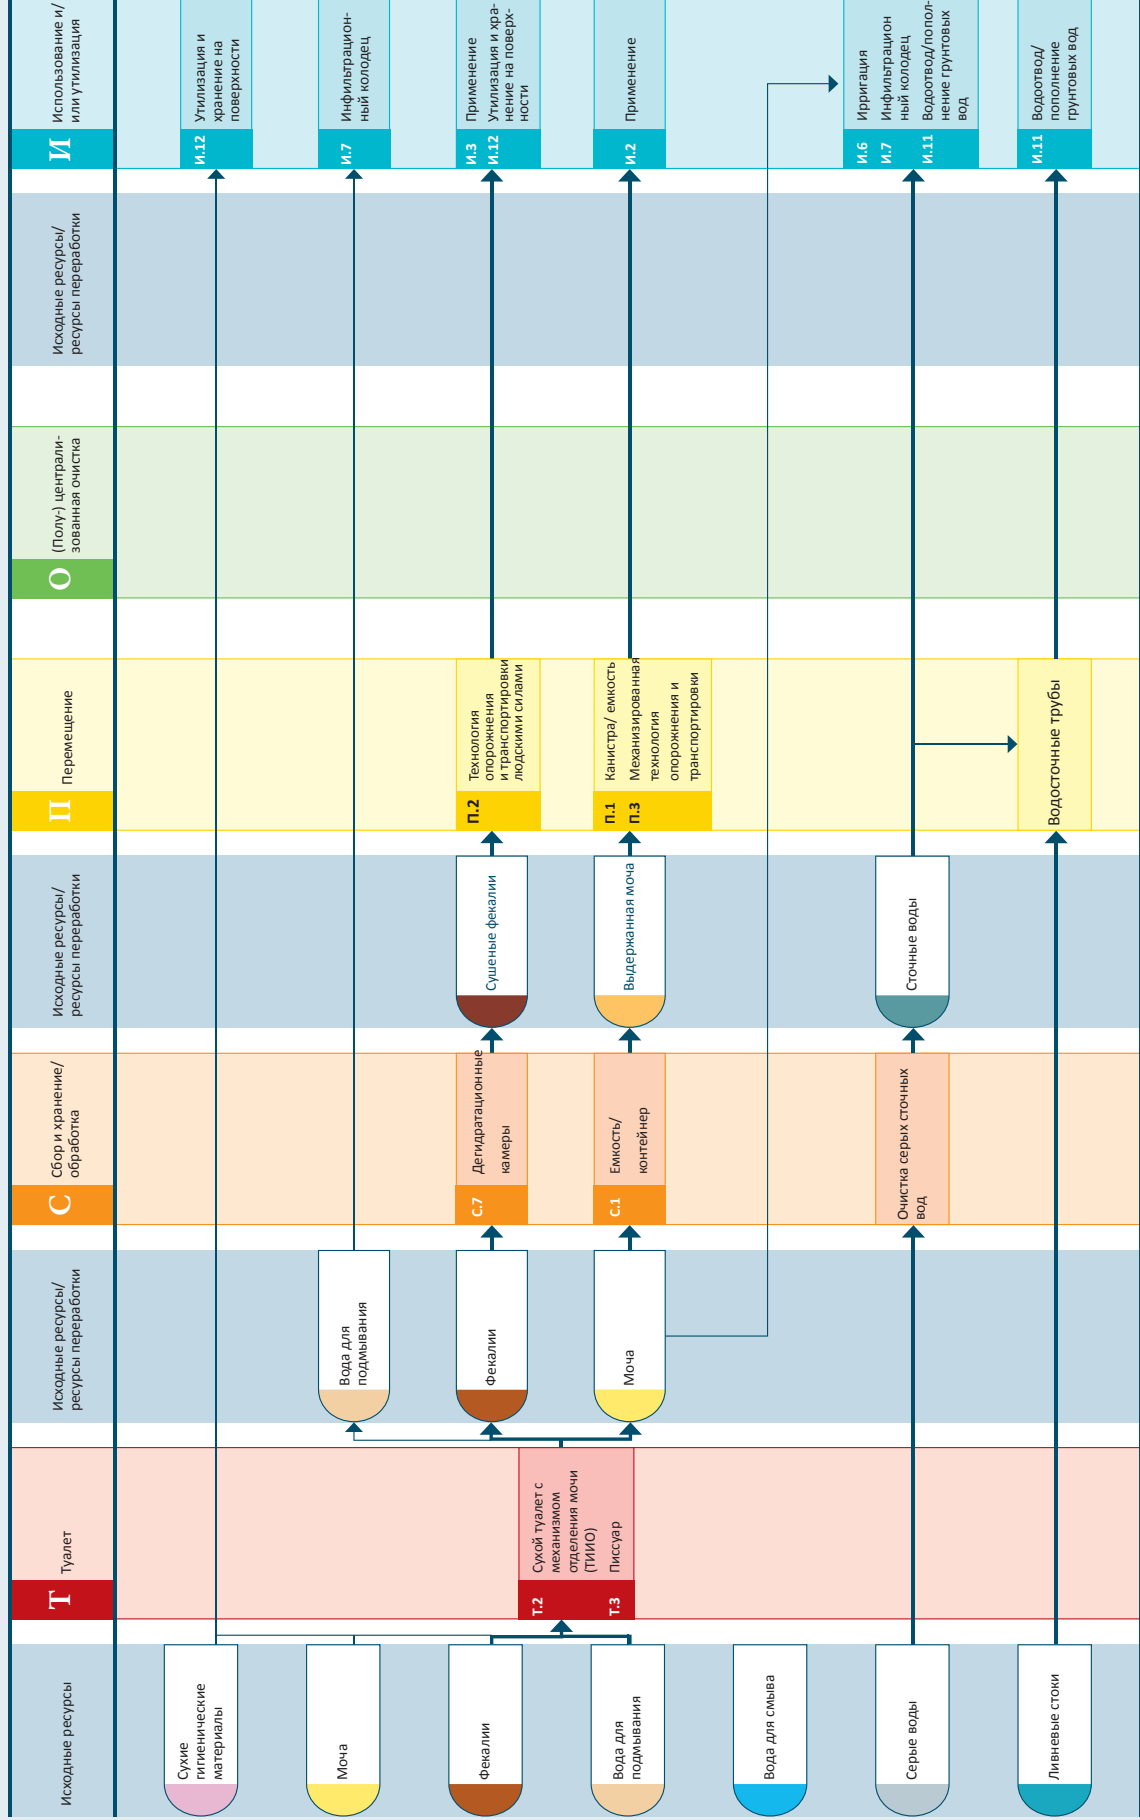 Исходные ресурсы
Т
Туалет
Исходные ресурсы/
ресурсы переработки
С
Сбор и хранение/
обработка
Исходные ресурсы/
ресурсы переработки
П
Перемещение
О
(Полу-) централи-
зованная очистка
Исходные ресурсы/
ресурсы переработки
И
Использование и/
или утилизация
Сухие
гигиенические
материалы
Моча
Фекалии
Вода для
подмывания
Вода для смыва
Серые воды
Ливневые стоки
Т.2
Сухой туалет с
механизмом
отделения мочи
(ТИИО)
Т.3
Писсуар
Вода для
подмывания
Фекалии
Моча
С.7
Дегидратационные
камеры
С.1
Емкость/
контейнер
Очистка серых сточных
вод
Сушеные фекалии
Выдержанная моча
Сточные воды
П.2
Технология
опорожнения
и транспортировки
людскими силами
П.1
Канистра/ емкость
П.3
Механизированная
технология
опорожнения и
транспортировки
Водосточные трубы
И.12
Утилизация и
хранение на
поверхности
И.7
Инфильтрацион-
ный колодец
И.3
Применение
И.12
Утилизация и хра-
нение на поверх-
ности
И.2
Применение
И.6
Ирригация
И.7
Инфильтрацион
ный колодец
И.11
Водоотвод/попол-
нение грунтовых
вод
И.11
Водоотвод/
пополнение
грунтовых вод